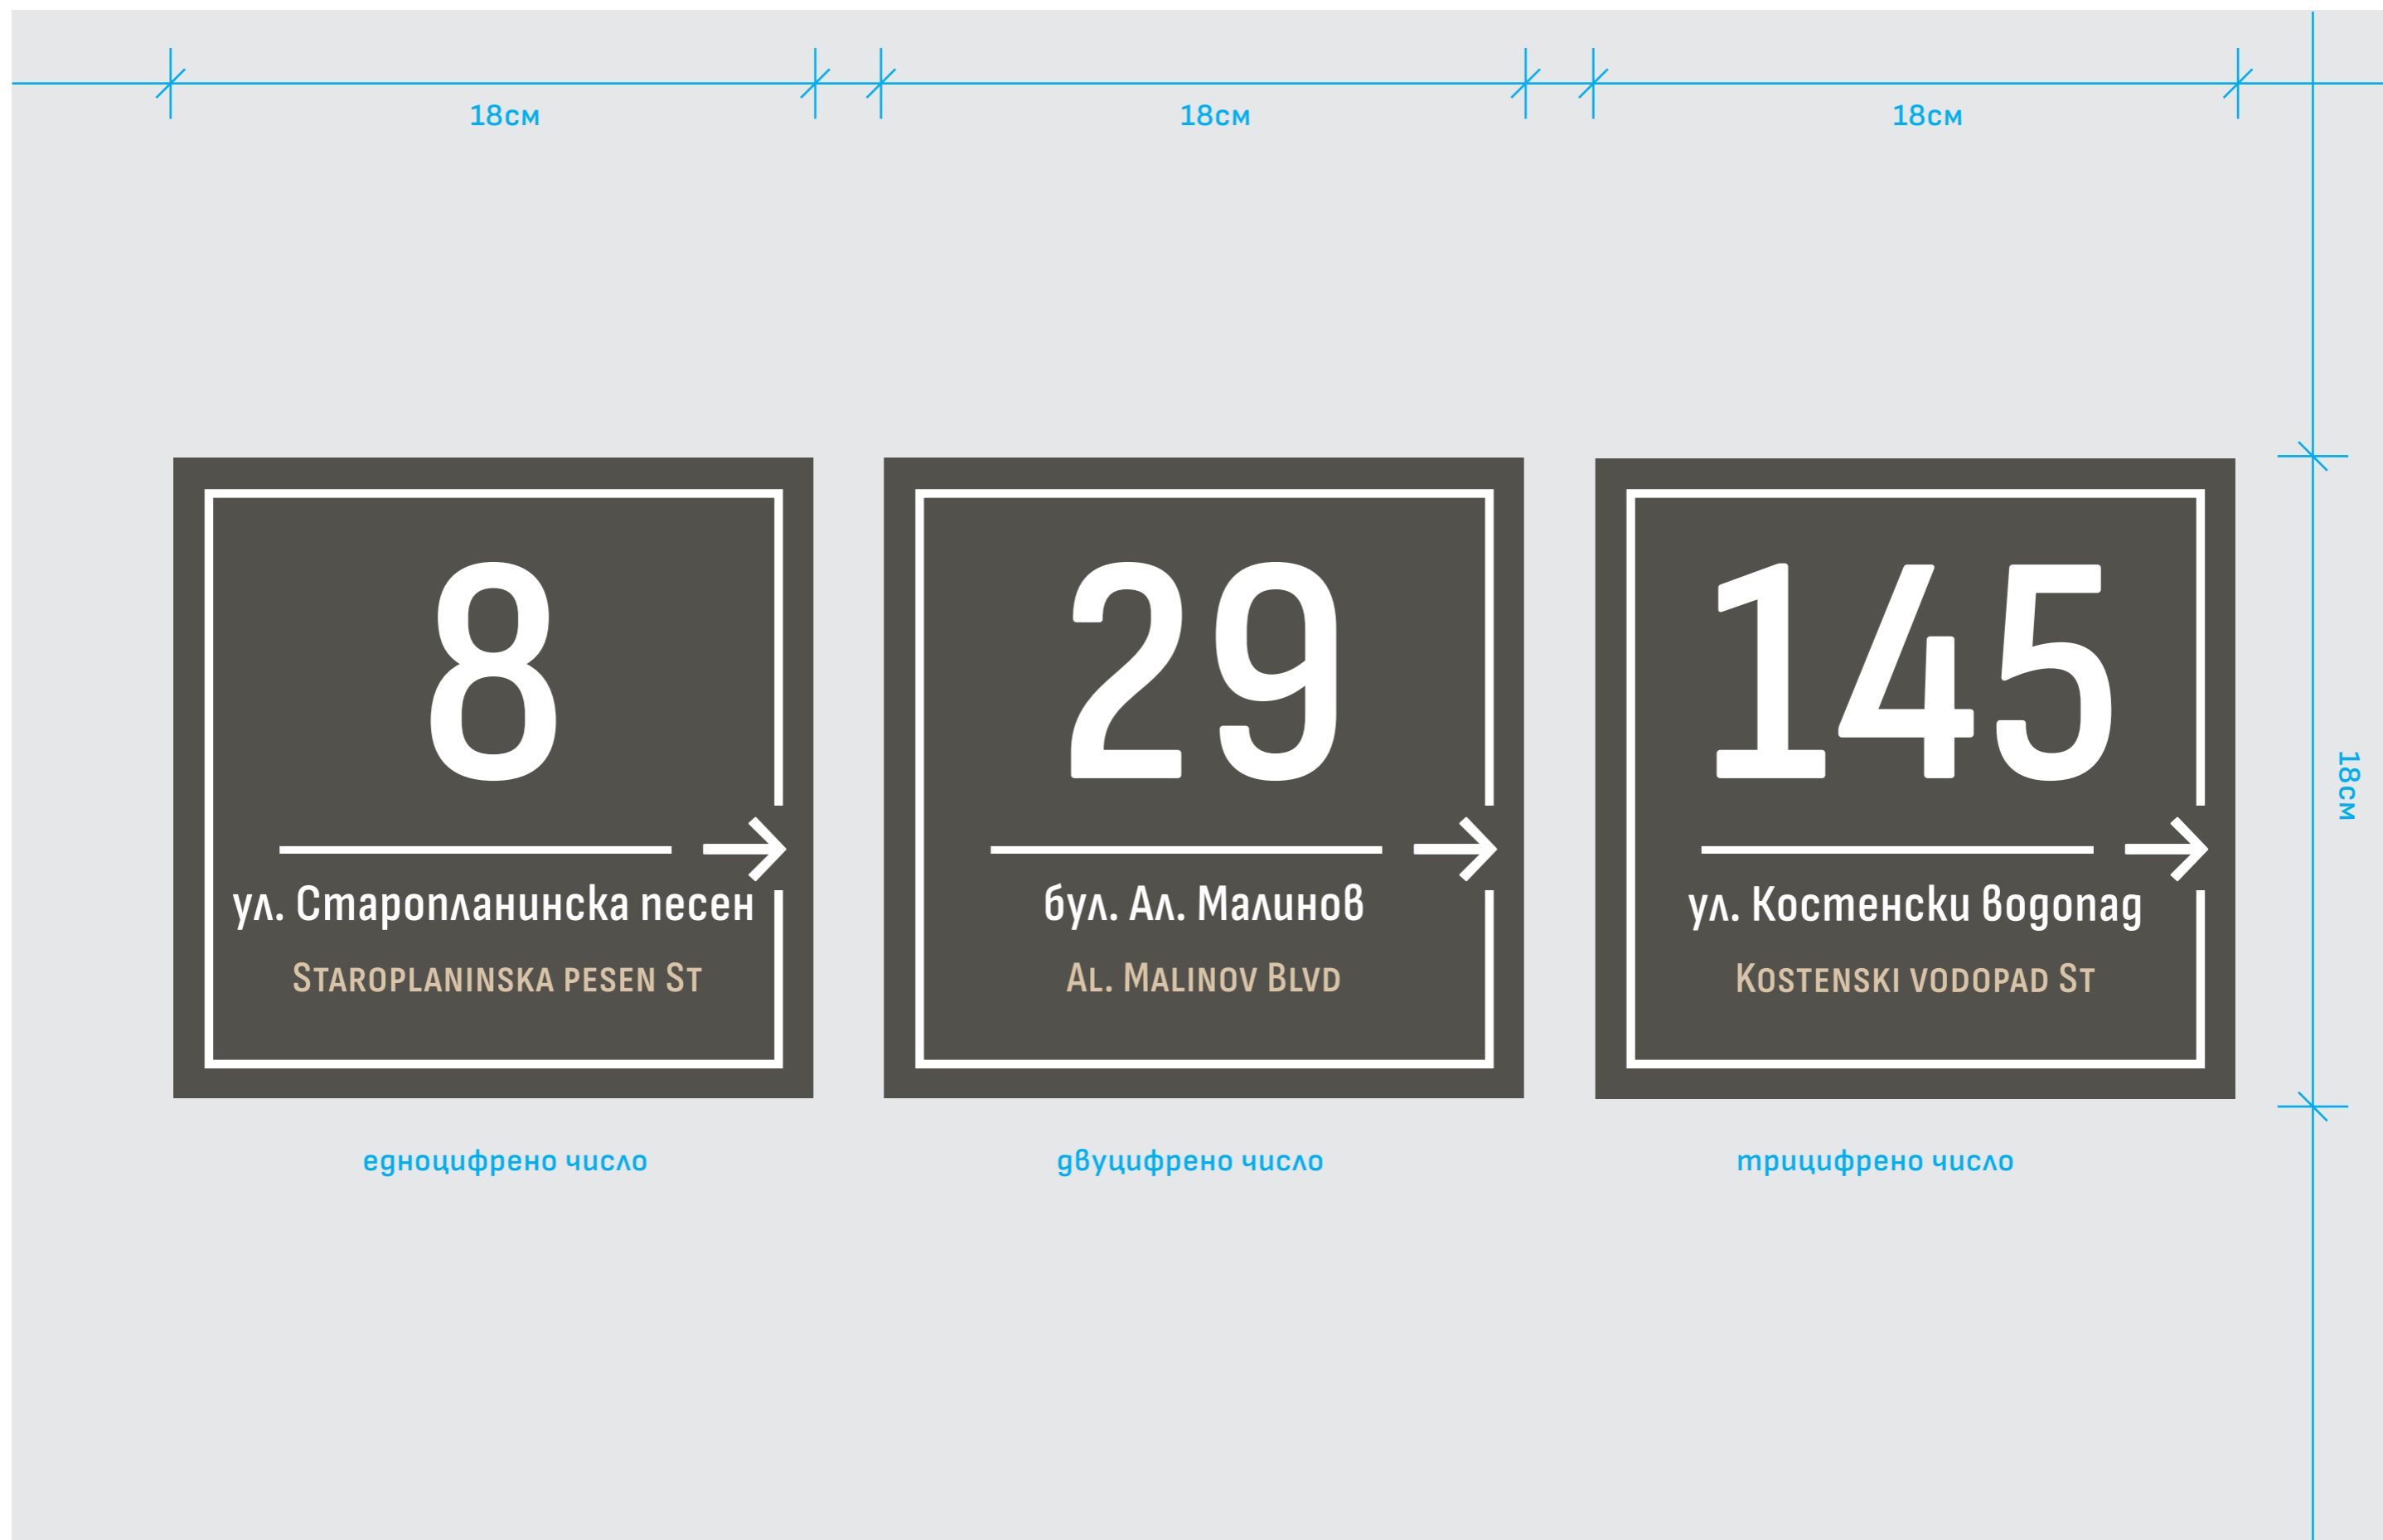 18см
18см
18см
8
ул. Старопланинска песен
Staroplaninska pesen St
29
бул. Ал. Малинов
Al. Malinov Blvd
145
ул. Костенски водопад
Kostenski vodopad St
18см
едноцифрено число
двуцифрено число
трицифрено число